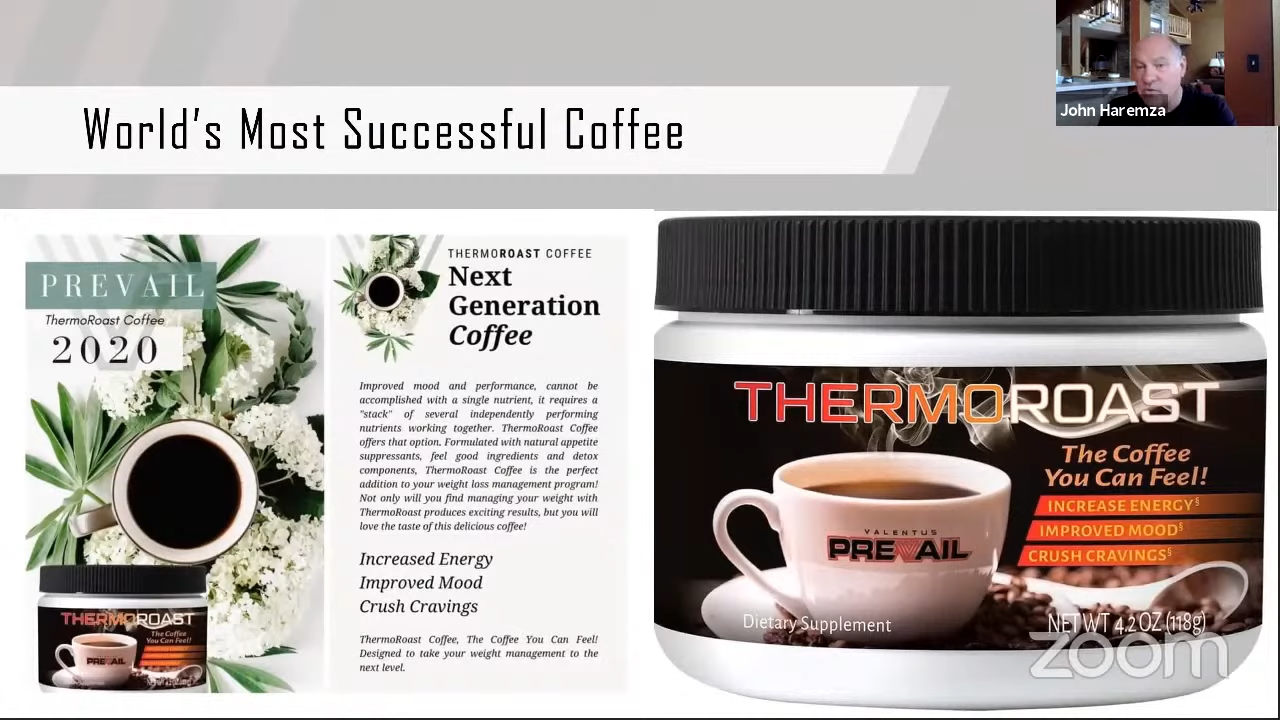 World's Most Successful Coffee
John Haremza
PREVAIL
ThermoRoast Coffee
2020
THERMOROAST
The Coffee
You Can Feel!
PREVAIL
THERMOROAST COFFEE
Next
Generation
Coffee
Improved mood and performance, cannot be
accomplished with a single nutrient, it requires a
"stack" of several independently performing
nutrients working together. ThermoRoast Coffee
offers that option. Formulated with natural appetite
suppressants, feel good ingredients and detox
components, ThermoRoast Coffee is the perfect
addition to your weight loss management program!
Not only will you find managing your weight with
ThermoRoast produces exciting results, but you will
love the taste of this delicious coffee!
Increased Energy
Improved Mood
Crush Cravings
ThermoRoast Coffee, The Coffee You Can Feel!
Designed to take your weight management to the
next level.
THERMOROAST
The Coffee
You Can Feel!
INCREASE ENERGY§
IMPROVED MOOD§
CRUSH CRAVINGS§
VALENTUS
PREVAIL
Dietary Supplement
NET WT 4.2 OZ (118g)
zoom